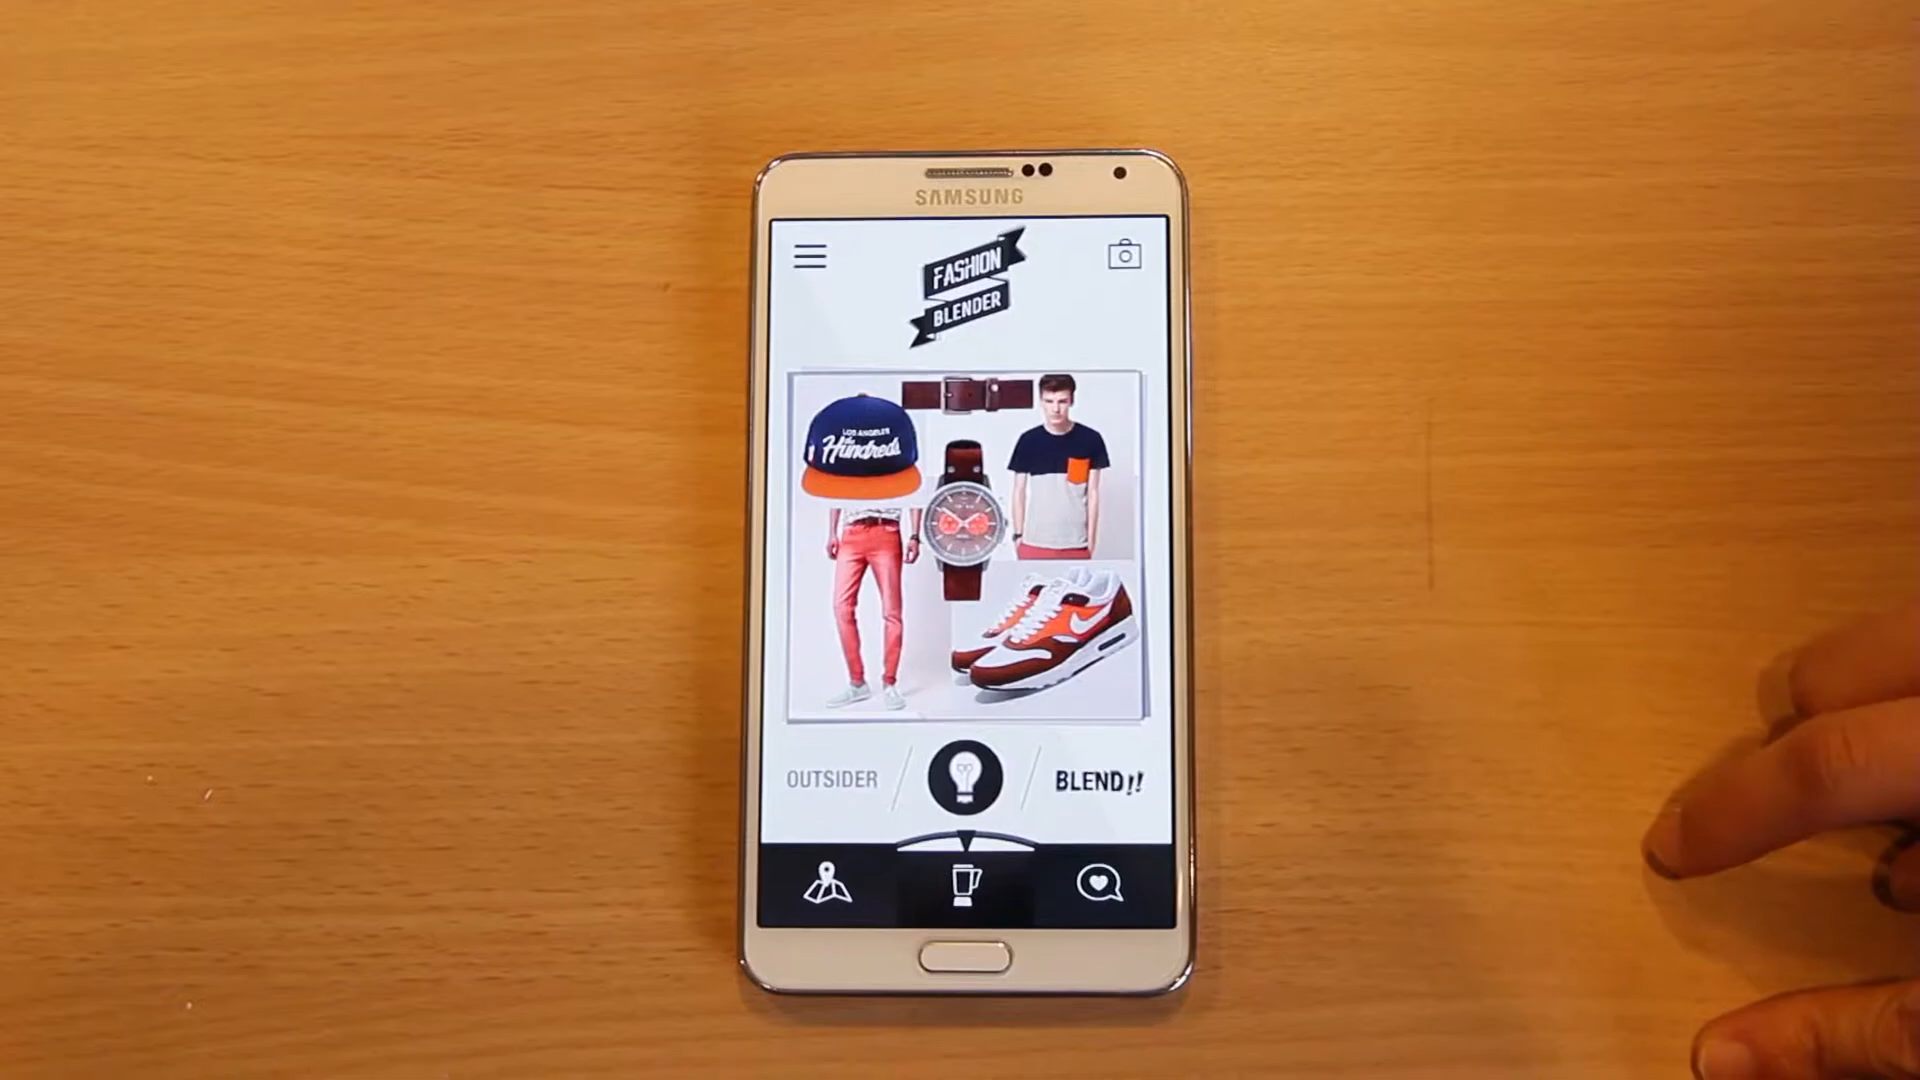 SAMSUNG
FASHION
BLENDER
LOS ANGELES
the
Hundreds
OUTSIDER
BLEND!!